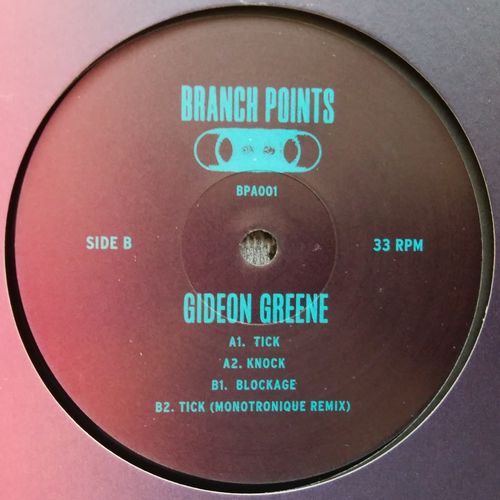 BRANCH POINTS
BPA001
SIDE B
33 RPM
GIDEON GREENE
A1. TICK
A2. KNOCK
B1. BLOCKAGE
B2. TICK (MONOTRONIQUE REMIX)